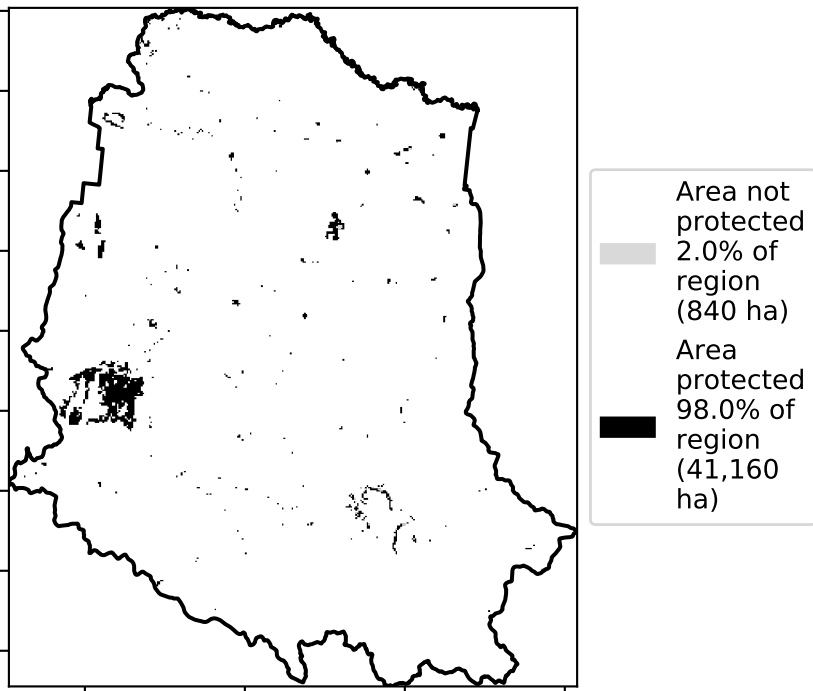 Area not
protected
2.0% of
region
(840 ha)
Area
protected
98.0% of
region
(41,160
ha)